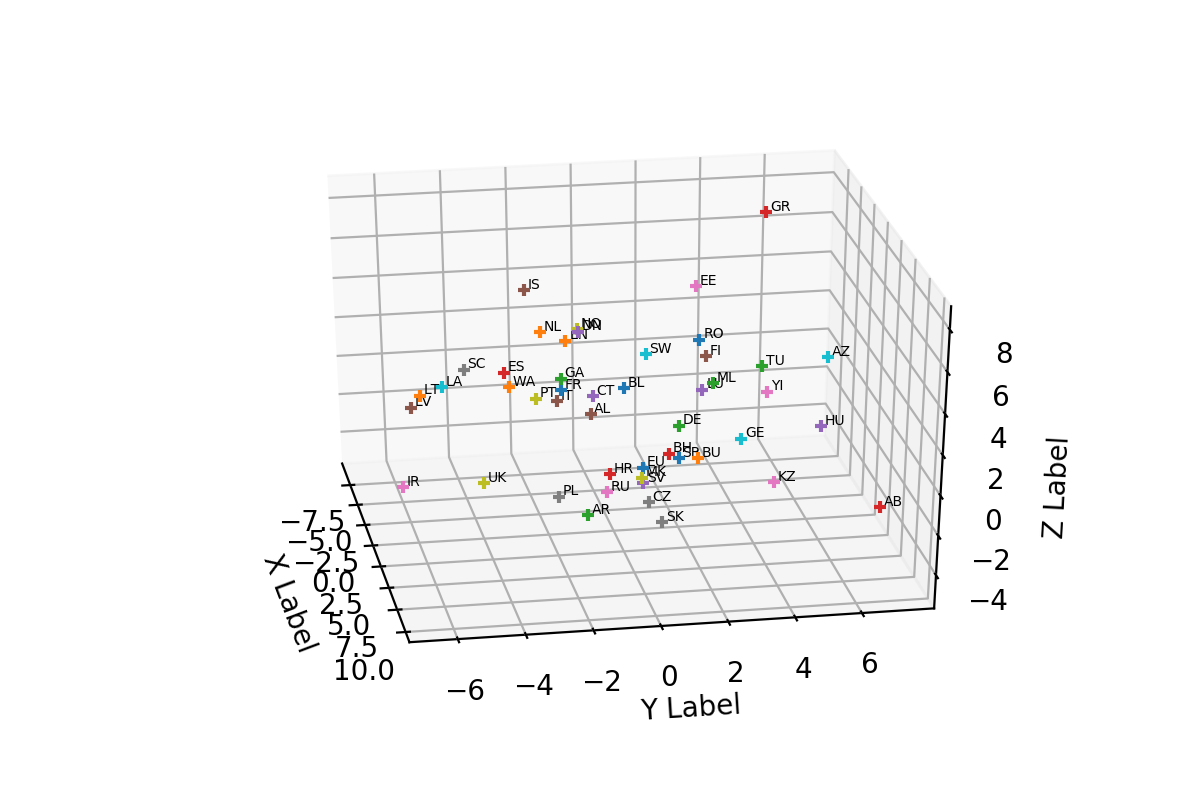 GR
IS
EE
NL
NO
EN
RO
SW
FI
AZ
SC
ES
GA
TU
LT
LA
WA
PT
FR
IT
CT
BL
ML
YI
LV
AL
DE
HU
GE
BH
SP
BU
EU
HR
SV
KZ
IR
UK
PL
RU
CZ
AB
AR
SK
−7.5
−5.0
−2.5
0.0
2.5
5.0
7.5
10.0
X Label
−6
−4
−2
0
2
4
6
Y Label
8
6
4
2
0
−2
−4
Z Label